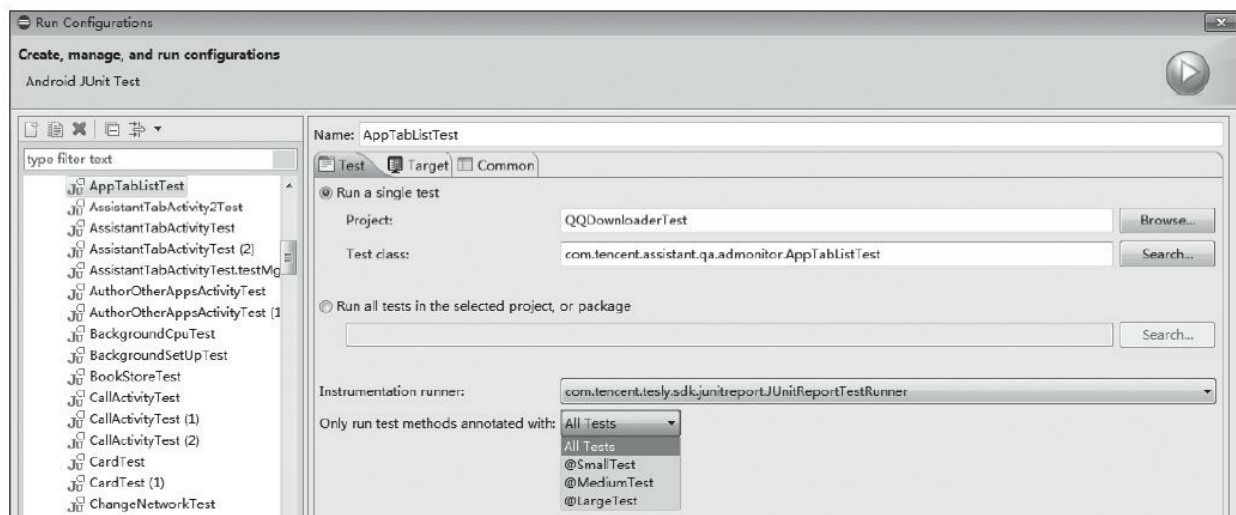 Run Configurations
Create, manage, and run configurations
Android JUnit Test
type filter text
AppTabListTest
AssistantTabActivity2Test
AssistantTabActivityTest
AssistantTabActivityTest (2)
AssistantTabActivityTest.testMg
AuthorOtherAppsActivityTest
AuthorOtherAppsActivityTest (1
BackgroundCpuTest
BackgroundSetUpTest
BookStoreTest
CallActivityTest
CallActivityTest (1)
CallActivityTest (2)
CardTest
CardTest (1)
ChangeNetworkTest
Name: AppTabListTest
Test Target Common
Run a single test
Project: QQDownloaderTest Browse...
Test class: com.tencent.assistant.qa.admonitor.AppTabListTest Search...
Run all tests in the selected project, or package
Search...
Instrumentation runner: com.tencent.tesly.sdk.junitreport.JUnitReportTestRunner
Only run test methods annotated with: All Tests
All Tests
@SmallTest
@MediumTest
@LargeTest